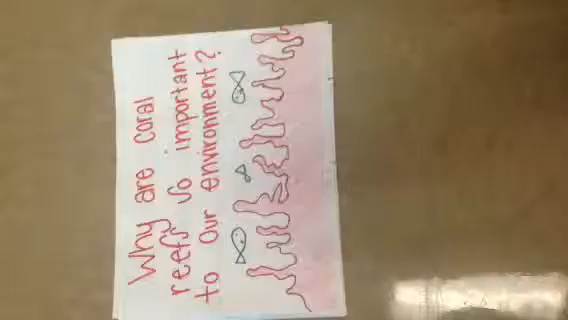 Why are coral
reefs so important
to our environment?